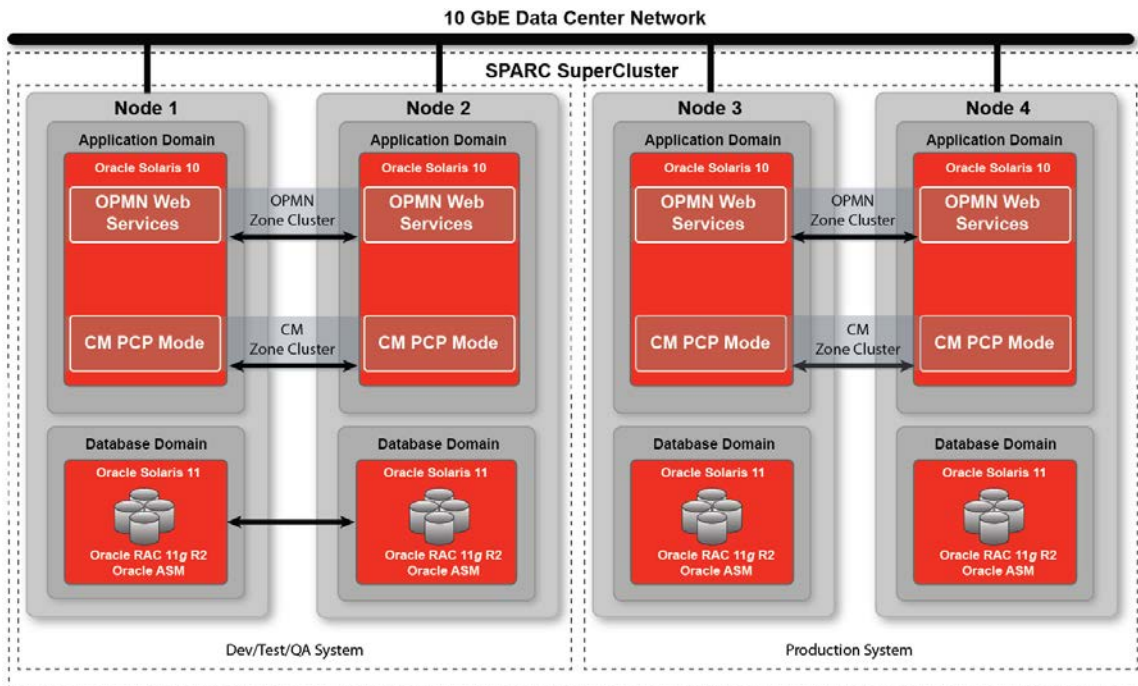 10 GbE Data Center Network
SPARC SuperCluster
Node 1
Application Domain
Oracle Solaris 10
OPMN Web
Services
CM PCP Mode
OPMN
Zone Cluster
CM
Zone Cluster
Node 2
Application Domain
Oracle Solaris 10
OPMN Web
Services
CM PCP Mode
Database Domain
Oracle Solaris 11
Oracle RAC 11g R2
Oracle ASM
Database Domain
Oracle Solaris 11
Oracle RAC 11g R2
Oracle ASM
Dev/Test/QA System
Node 3
Application Domain
Oracle Solaris 10
OPMN Web
Services
CM PCP Mode
OPMN
Zone Cluster
CM
Zone Cluster
Node 4
Application Domain
Oracle Solaris 10
OPMN Web
Services
CM PCP Mode
Database Domain
Oracle Solaris 11
Oracle RAC 11g R2
Oracle ASM
Database Domain
Oracle Solaris 11
Oracle RAC 11g R2
Oracle ASM
Production System